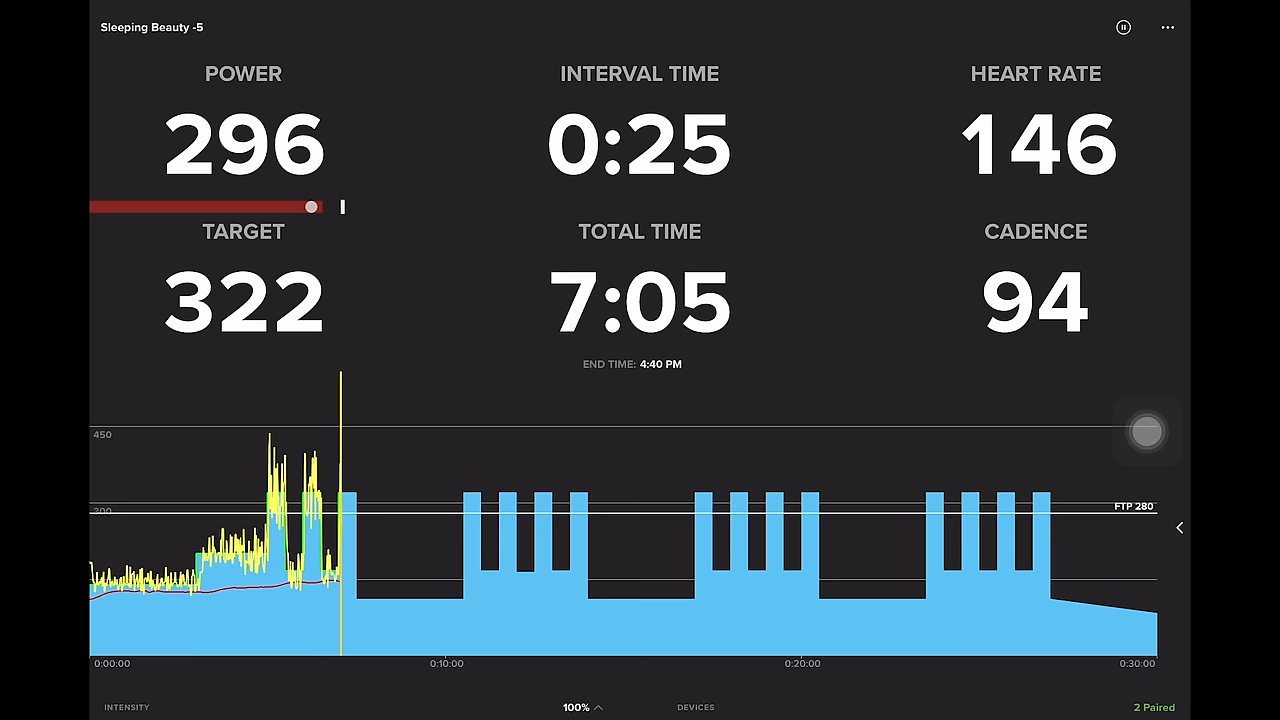 Sleeping Beauty -5
POWER
INTERVAL TIME
HEART RATE
296
0:25
146
TARGET
TOTAL TIME
CADENCE
322
7:05
94
END TIME: 4:40 PM
450
300
FTP 280
0:00:00
0:10:00
0:20:00
0:30:00
INTENSITY
100%
DEVICES
2 Paired